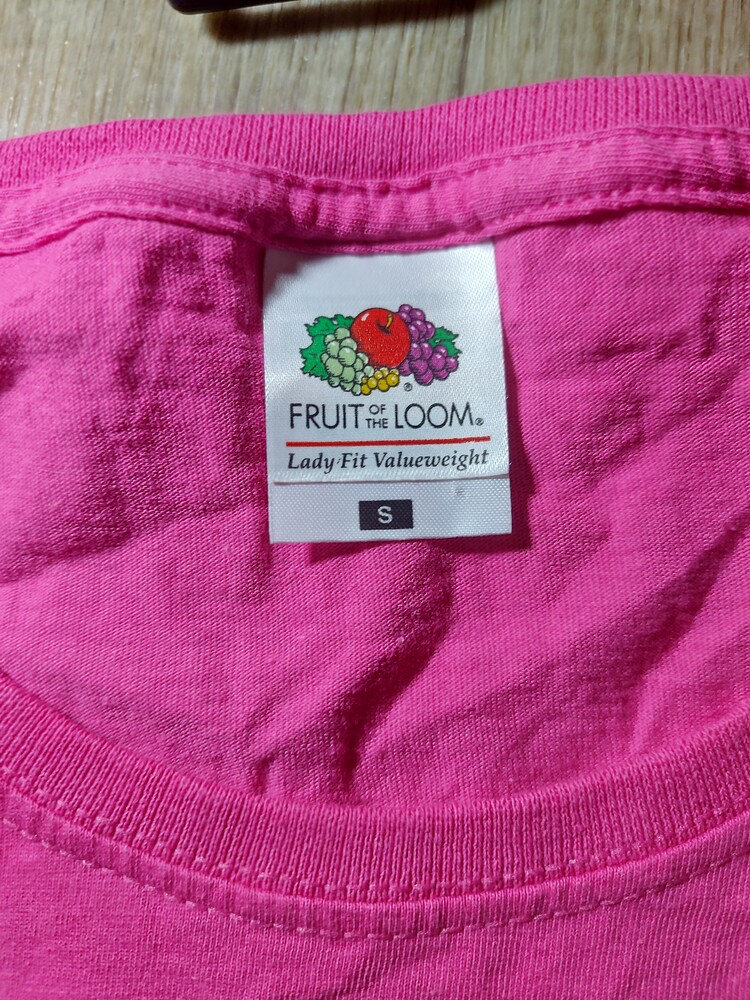 ®
FRUIT OF THE LOOM®
Lady-Fit Valueweight
S